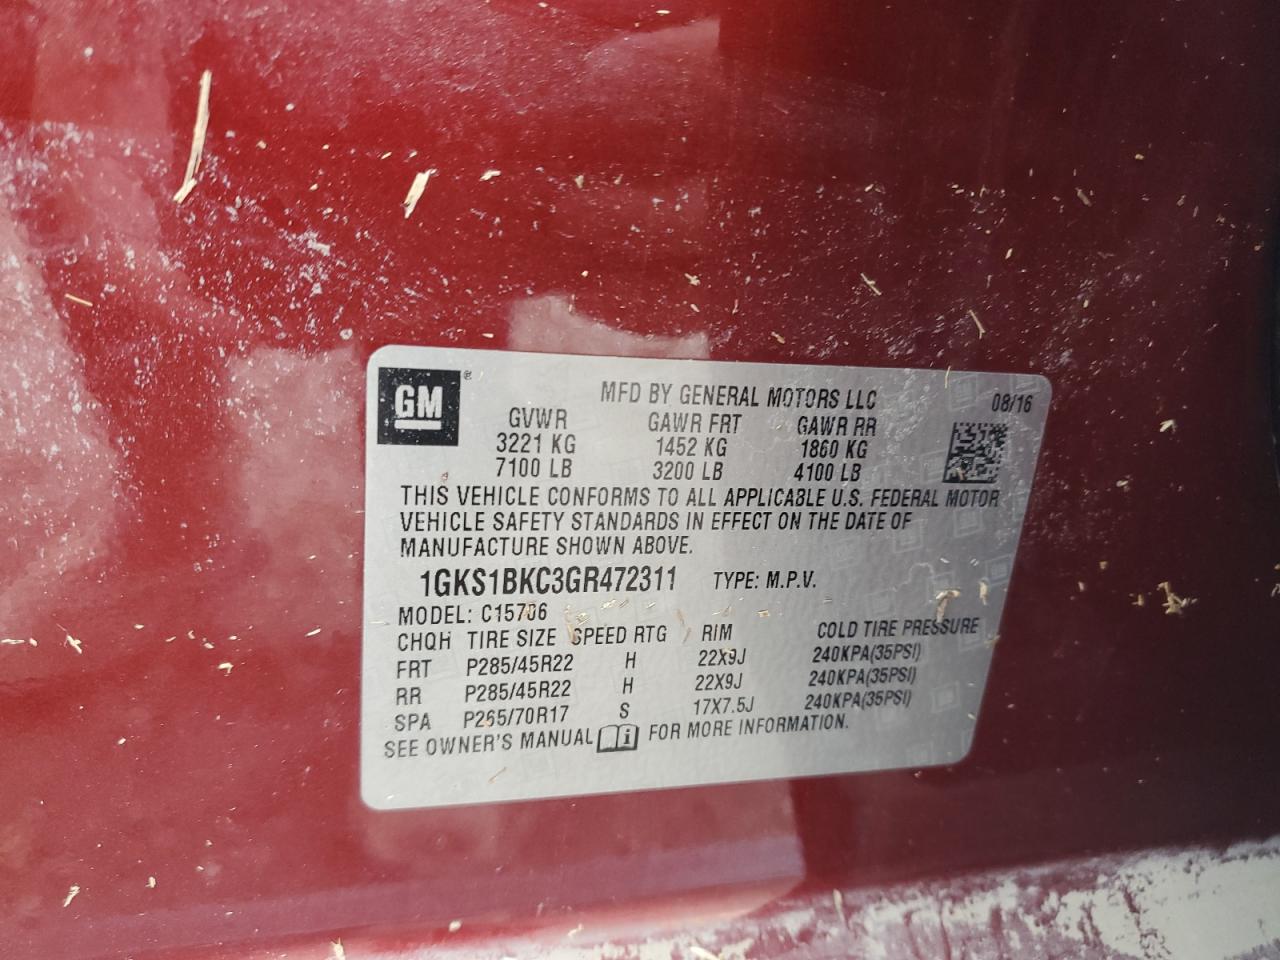 GM ®
MFD BY GENERAL MOTORS LLC 08/16
GVWR GAWR FRT GAWR RR
3221 KG 1452 KG 1860 KG
7100 LB 3200 LB 4100 LB
THIS VEHICLE CONFORMS TO ALL APPLICABLE U.S. FEDERAL MOTOR
VEHICLE SAFETY STANDARDS IN EFFECT ON THE DATE OF
MANUFACTURE SHOWN ABOVE.
1GKS1BKC3GR472311 TYPE: M.P.V.
MODEL: C15706
CHQH TIRE SIZE SPEED RTG RIM COLD TIRE PRESSURE
FRT P285/45R22 H 22X9J 240KPA(35PSI)
RR P285/45R22 H 22X9J 240KPA(35PSI)
SPA P265/70R17 S 17X7.5J 240KPA(35PSI)
SEE OWNER'S MANUAL i FOR MORE INFORMATION.